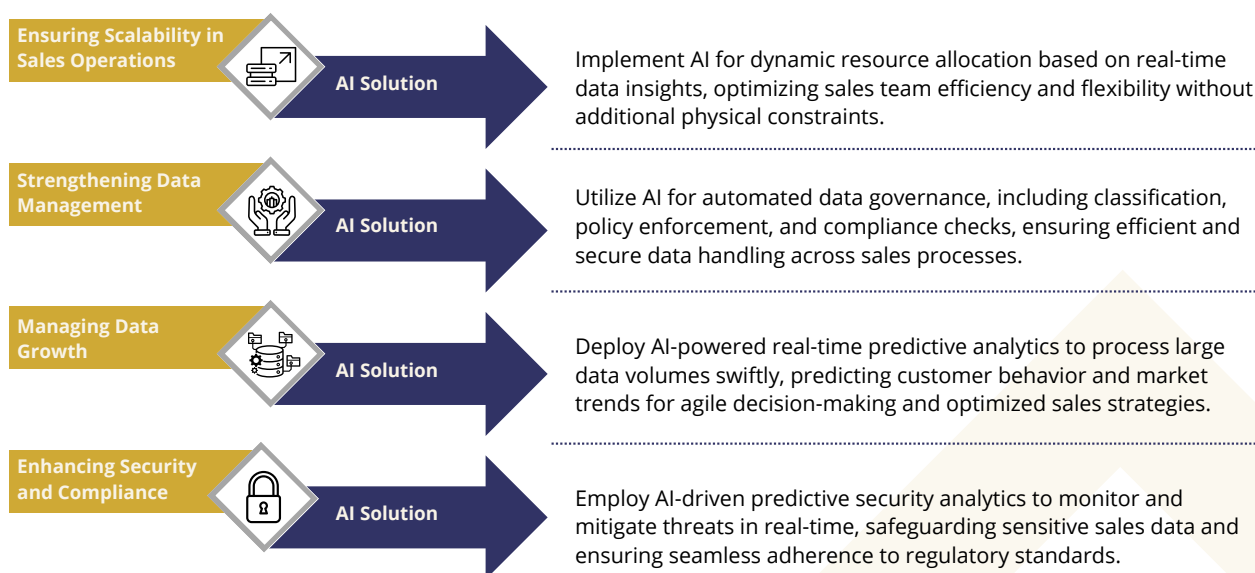 Ensuring Scalability in
Sales Operations
AI Solution
Implement AI for dynamic resource allocation based on real-time
data insights, optimizing sales team efficiency and flexibility without
additional physical constraints.
Strengthening Data
Management
AI Solution
Utilize AI for automated data governance, including classification,
policy enforcement, and compliance checks, ensuring efficient and
secure data handling across sales processes.
Managing Data
Growth
AI Solution
Deploy AI-powered real-time predictive analytics to process large
data volumes swiftly, predicting customer behavior and market
trends for agile decision-making and optimized sales strategies.
Enhancing Security
and Compliance
AI Solution
Employ AI-driven predictive security analytics to monitor and
mitigate threats in real-time, safeguarding sensitive sales data and
ensuring seamless adherence to regulatory standards.